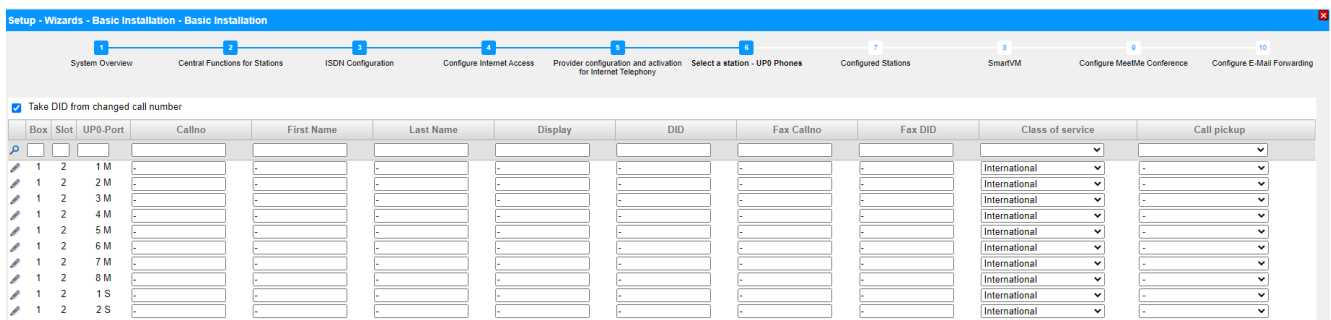 Setup - Wizards - Basic Installation - Basic Installation
1 2 3 4 5 6 7 8 9 10
System Overview Central Functions for Stations ISDN Configuration Configure Internet Access Provider configuration and activation for Internet Telephony Select a station - UP0 Phones Configured Stations SmartVM Configure MeetMe Conference Configure E-Mail Forwarding
Take DID from changed call number
Box Slot UP0-Port Callno First Name Last Name Display DID Fax Callno Fax DID Class of service Call pickup
1 2 1 M - - - - - - - International -
1 2 2 M - - - - - - - International -
1 2 3 M - - - - - - - International -
1 2 4 M - - - - - - - International -
1 2 5 M - - - - - - - International -
1 2 6 M - - - - - - - International -
1 2 7 M - - - - - - - International -
1 2 8 M - - - - - - - International -
1 2 1 S - - - - - - - International -
1 2 2 S - - - - - - - International -